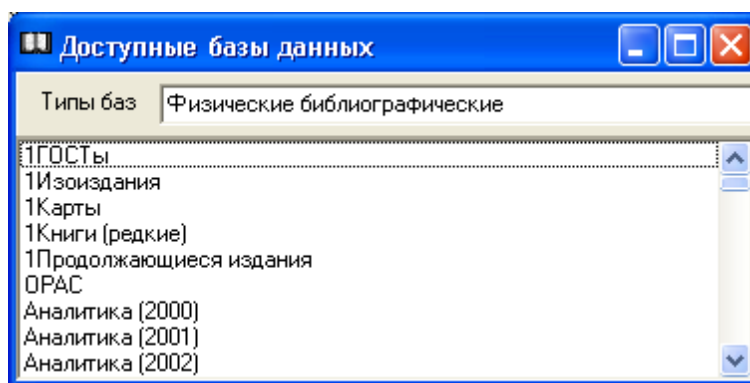 Доступные базы данных
Типы баз Физические библиографические
1ГОСТы
1Изоиздания
1Карты
1Книги (редкие)
1Продолжающиеся издания
OPAC
Аналитика (2000)
Аналитика (2001)
Аналитика (2002)